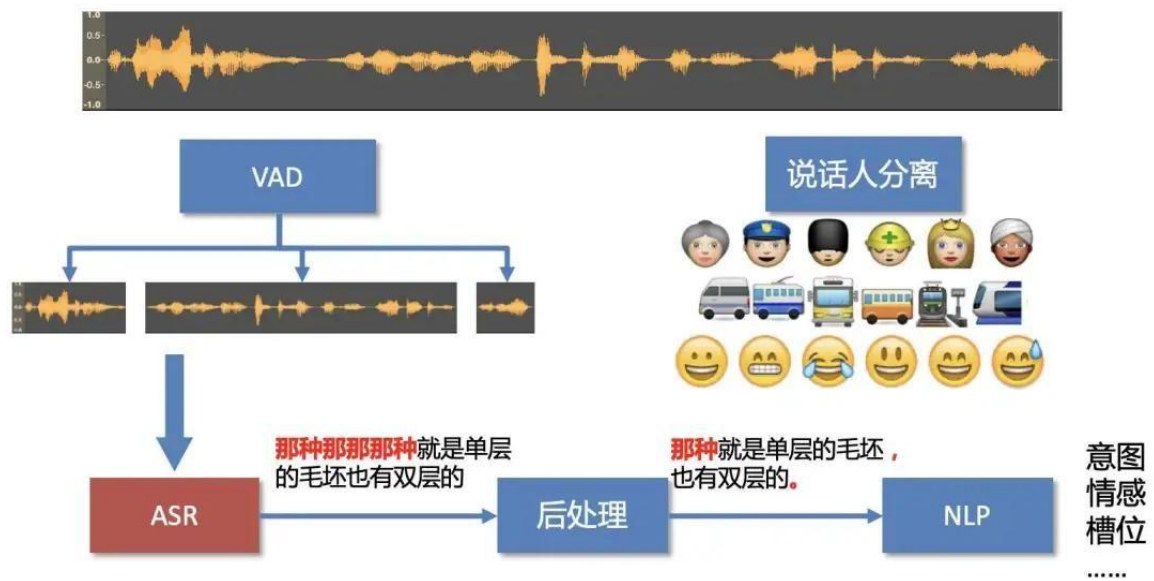 1.0
0.5-
0.0-
-0.5-
-1.0
VAD
说话人分离
那种那那那种就是单层
的毛坯也有双层的
那种就是单层的毛坯，
也有双层的。
ASR
后处理
NLP
意图
情感
槽位
……